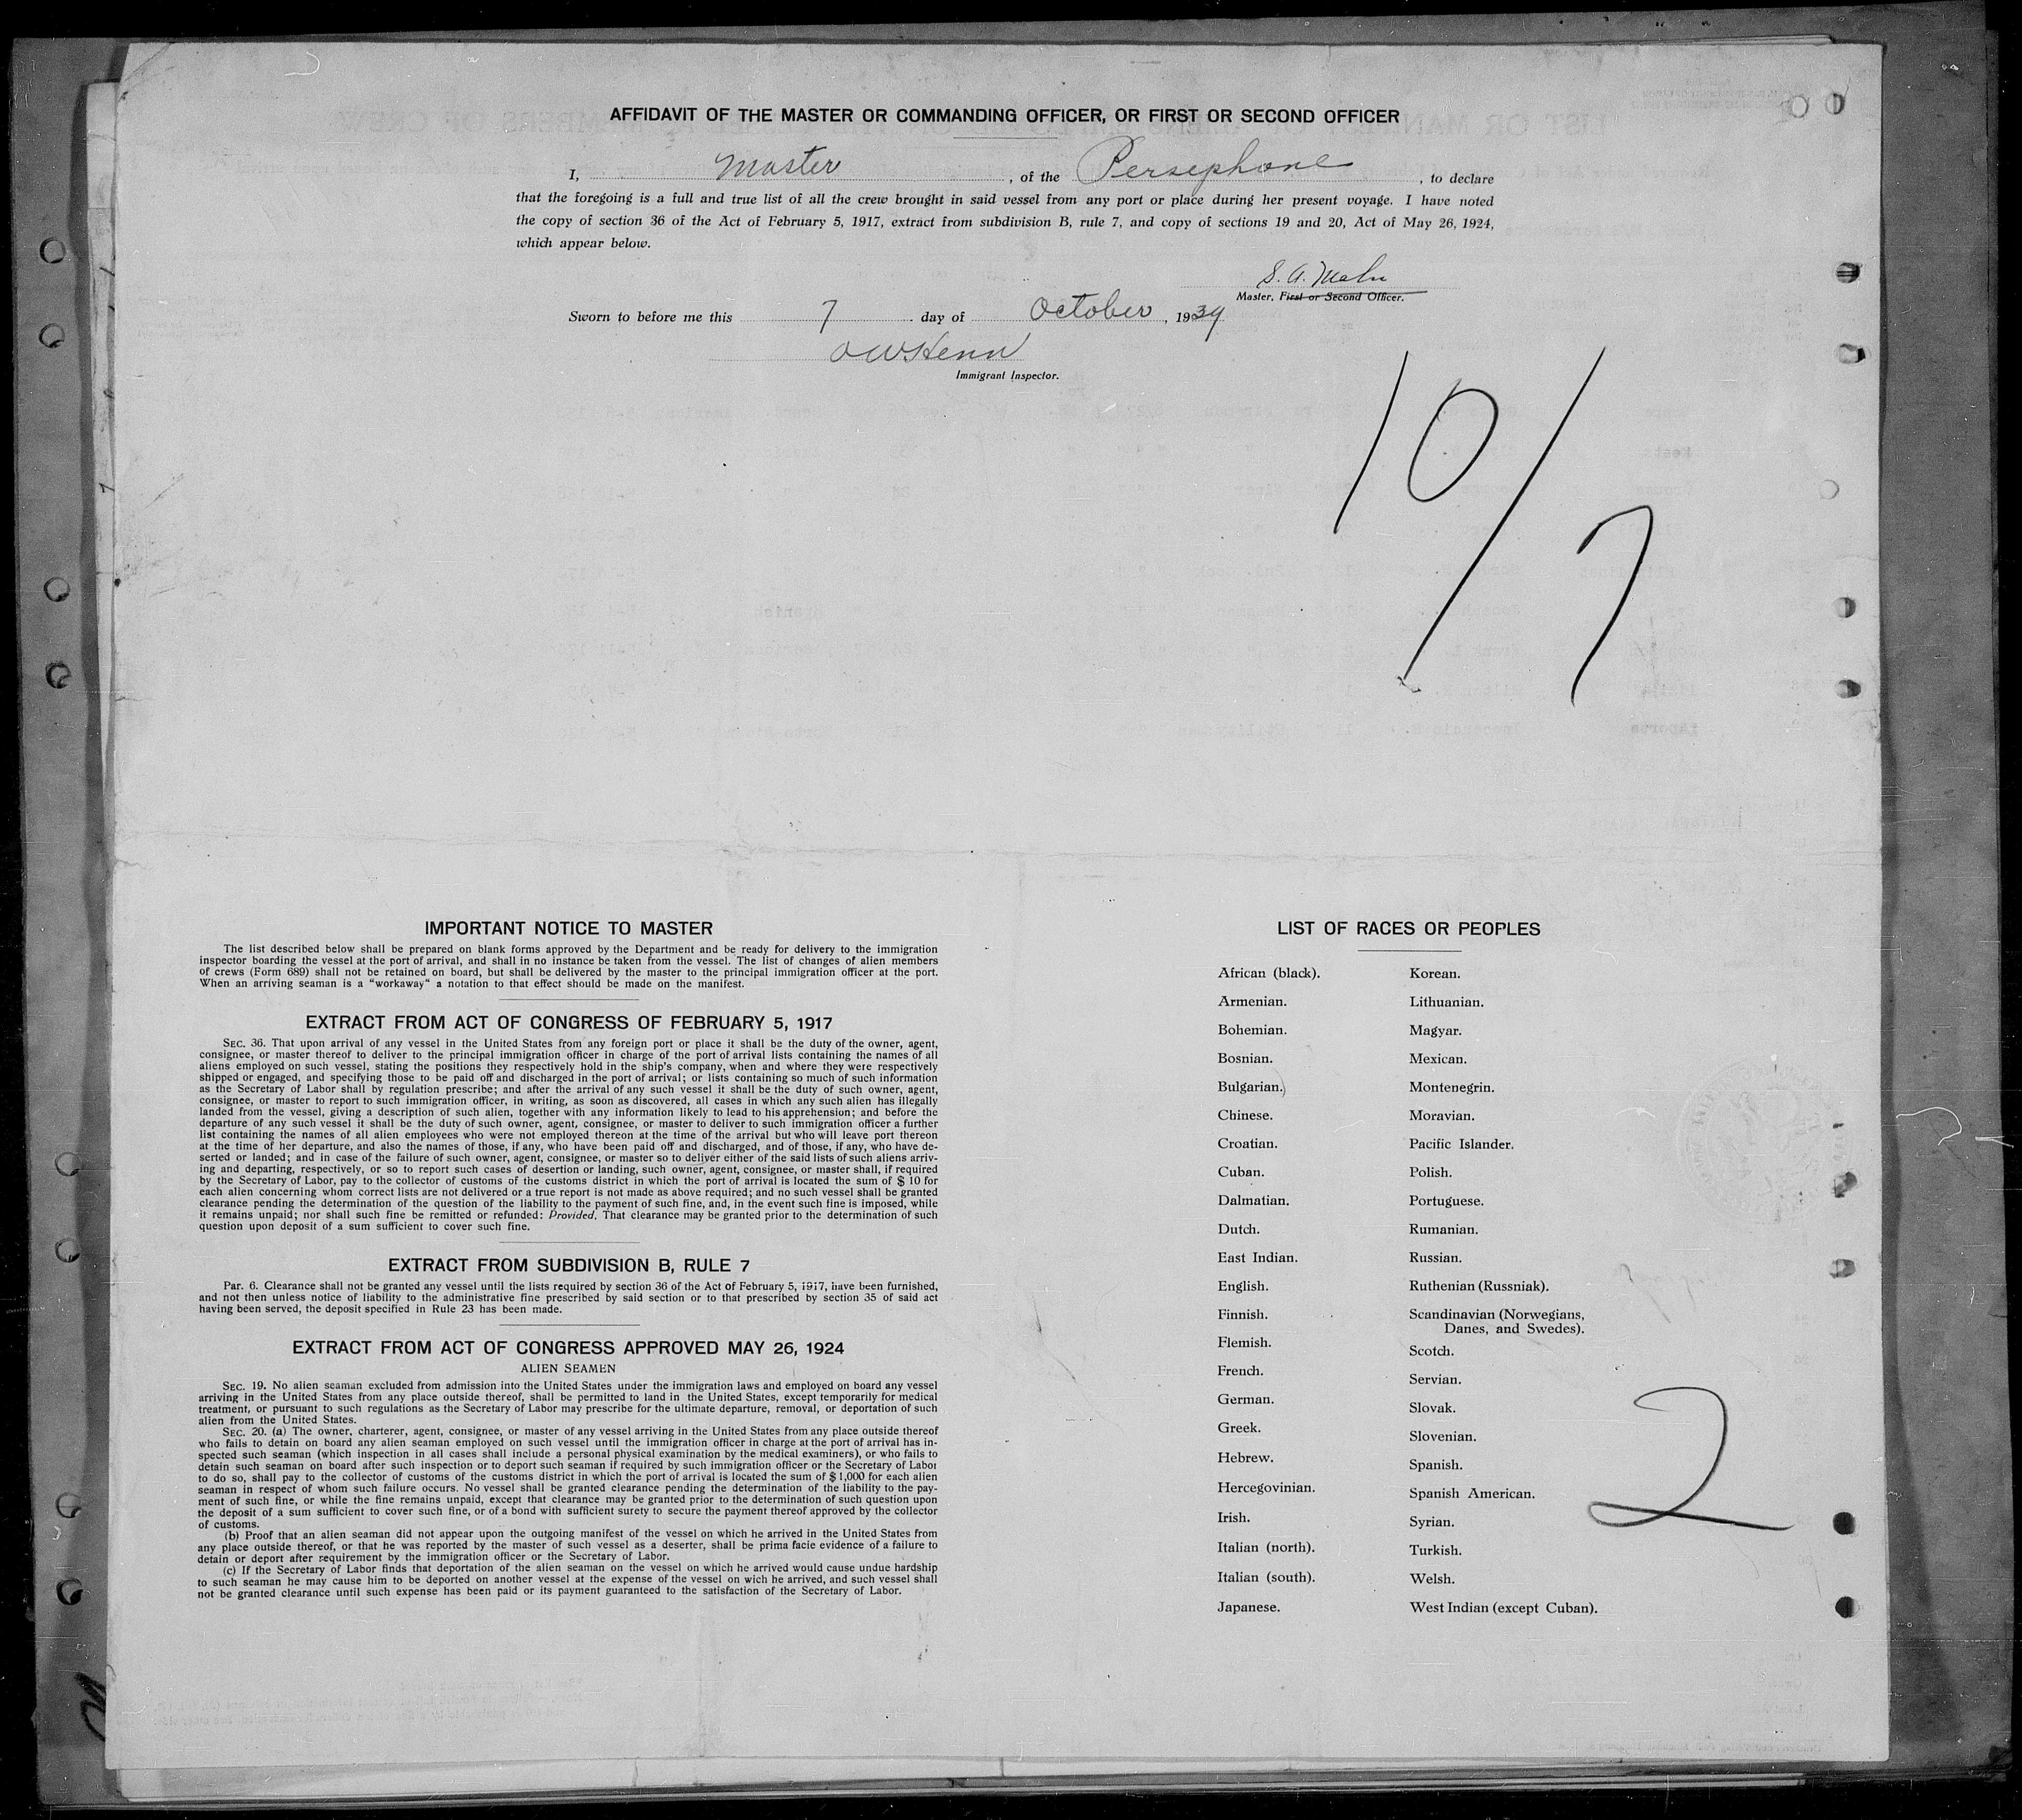 AFFIDAVIT OF THE MASTER OR COMMANDING OFFICER, OR FIRST OR SECOND OFFICER
I, Master, of the Persephone, to declare
that the foregoing is a full and true list of all the crew brought in said vessel from any port or place during her present voyage. I have noted
the copy of section 36 of the Act of February 5, 1917, extract from subdivision B, rule 7, and copy of sections 19 and 20, Act of May 26, 1924,
which appear below.
S. A.
Master, First or Second Officer.
Sworn to before me this 7 day of October, 1939
Immigrant Inspector.
10/7
IMPORTANT NOTICE TO MASTER
The list described below shall be prepared on blank forms approved by the Department and be ready for delivery to the immigration
inspector boarding the vessel at the port of arrival, and shall in no instance be taken from the vessel. The list of changes of alien members
of crews (Form 689) shall not be retained on board, but shall be delivered by the master to the principal immigration officer at the port.
When an arriving seaman is a "workaway" a notation to that effect should be made on the manifest.
EXTRACT FROM ACT OF CONGRESS OF FEBRUARY 5, 1917
SEC. 36. That upon arrival of any vessel in the United States from any foreign port or place it shall be the duty of the owner, agent,
consignee, or master thereof to deliver to the principal immigration officer in charge of the port of arrival lists containing the names of all
aliens employed on such vessel, stating the positions they respectively hold in the ship's company, when and where they were respectively
shipped or engaged, and specifying those to be paid off and discharged in the port of arrival; or lists containing so much of such information
as the Secretary of Labor shall by regulation prescribe; and after the arrival of any such vessel it shall be the duty of such owner, agent,
consignee, or master to report to such immigration officer, in writing, as soon as discovered, all cases in which any such alien has illegally
landed from the vessel, giving a description of such alien, together with any information likely to lead to his apprehension; and before the
departure of any such vessel it shall be the duty of such owner, agent, consignee, or master to deliver to such immigration officer a further
list containing the names of all alien employees who were not employed thereon at the time of the arrival but who will leave port thereon
at the time of her departure, and also the names of those, if any, who have been paid off and discharged, and of those, if any, who have de-
serted or landed; and in case of the failure of such owner, agent, consignee, or master so to deliver either of the said lists of such aliens arriv-
ing and departing, respectively, or so to report such cases of desertion or landing, such owner, agent, consignee, or master shall, if required
by the Secretary of Labor, pay to the collector of customs of the customs district in which the port of arrival is located the sum of $ 10 for
each alien concerning whom correct lists are not delivered or a true report is not made as above required; and no such vessel shall be granted
clearance pending the determination of the question of the liability to the payment of such fine, and, in the event such fine is imposed, while
it remains unpaid; nor shall such fine be remitted or refunded: Provided, That clearance may be granted prior to the determination of such
question upon deposit of a sum sufficient to cover such fine.
EXTRACT FROM SUBDIVISION B, RULE 7
Par. 6. Clearance shall not be granted any vessel until the lists required by section 36 of the Act of February 5, 1917, have been furnished,
and not then unless notice of liability to the administrative fine prescribed by said section or to that prescribed by section 35 of said act
having been served, the deposit specified in Rule 23 has been made.
EXTRACT FROM ACT OF CONGRESS APPROVED MAY 26, 1924
ALIEN SEAMEN
SEC. 19. No alien seaman excluded from admission into the United States under the immigration laws and employed on board any vessel
arriving in the United States from any place outside thereof, shall be permitted to land in the United States, except temporarily for medical
treatment, or pursuant to such regulations as the Secretary of Labor may prescribe for the ultimate departure, removal, or deportation of such
alien from the United States.
SEC. 20. (a) The owner, charterer, agent, consignee, or master of any vessel arriving in the United States from any place outside thereof
who fails to detain on board any alien seaman employed on such vessel until the immigration officer in charge at the port of arrival has in-
spected such seaman (which inspection in all cases shall include a personal physical examination by the medical examiners), or who fails to
detain such seaman on board after such inspection or to deport such seaman if required by such immigration officer or the Secretary of Labor
to do so, shall pay to the collector of customs of the customs district in which the port of arrival is located the sum of $ 1,000 for each alien
seaman in respect of whom such failure occurs. No vessel shall be granted clearance pending the determination of the liability to the pay-
ment of such fine, or while the fine remains unpaid, except that clearance may be granted prior to the determination of such question upon
the deposit of a sum sufficient to cover such fine, or of a bond with sufficient surety to secure the payment thereof approved by the collector
of customs.
(b) Proof that an alien seaman did not appear upon the outgoing manifest of the vessel on which he arrived in the United States from
any place outside thereof, or that he was reported by the master of such vessel as a deserter, shall be prima facie evidence of a failure to
detain or deport after requirement by the immigration officer or the Secretary of Labor.
(c) If the Secretary of Labor finds that deportation of the alien seaman on the vessel on which he arrived would cause undue hardship
to such seaman he may cause him to be deported on another vessel at the expense of the vessel on wich he arrived, and such vessel shall
not be granted clearance until such expense has been paid or its payment guaranteed to the satisfaction of the Secretary of Labor.
LIST OF RACES OR PEOPLES
African (black).
Armenian.
Bohemian.
Bosnian.
Bulgarian.
Chinese.
Croatian.
Cuban.
Dalmatian.
Dutch.
East Indian.
English.
Finnish.
Flemish.
French.
German.
Greek.
Hebrew.
Hercegovinian.
Irish.
Italian (north).
Italian (south).
Japanese.
Korean.
Lithuanian.
Magyar.
Mexican.
Montenegrin.
Moravian.
Pacific Islander.
Polish.
Portuguese.
Rumanian.
Russian.
Ruthenian (Russniak).
Scandinavian (Norwegians,
Danes, and Swedes).
Scotch.
Servian.
Slovak.
Slovenian.
Spanish.
Spanish American.
Syrian.
Turkish.
Welsh.
West Indian (except Cuban).
2